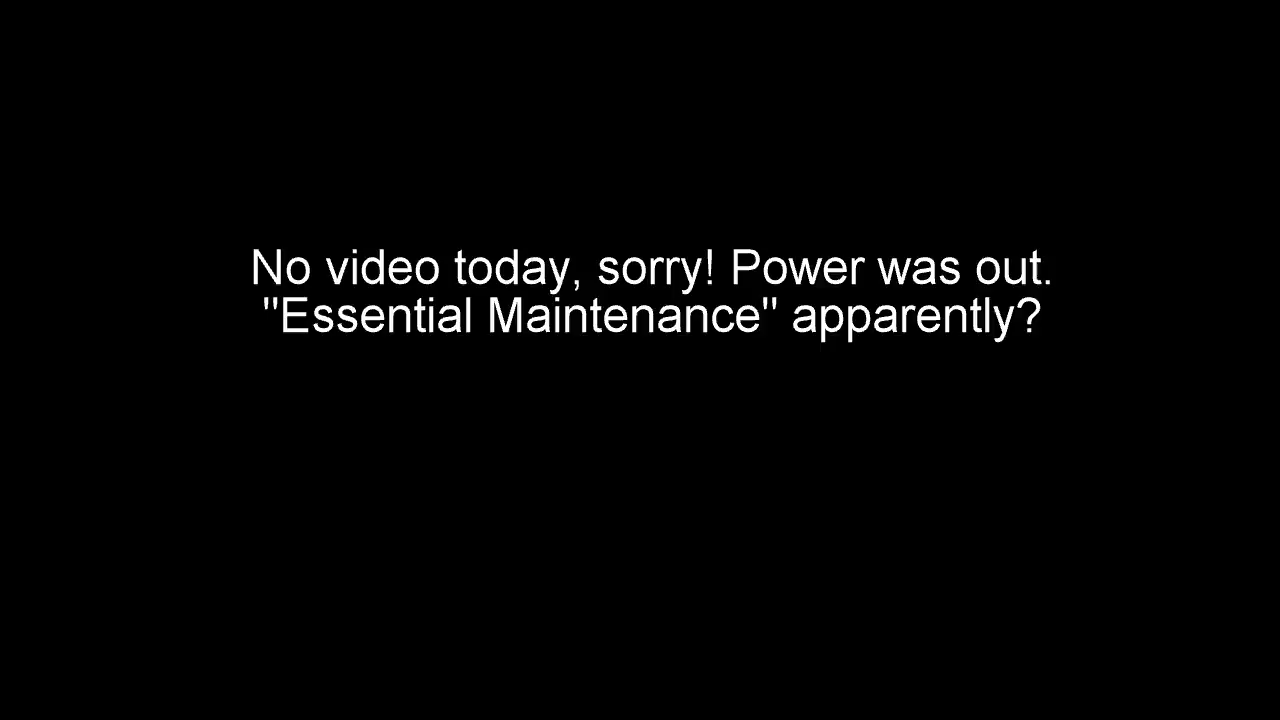 No video today, sorry! Power was out.
"Essential Maintenance" apparently?